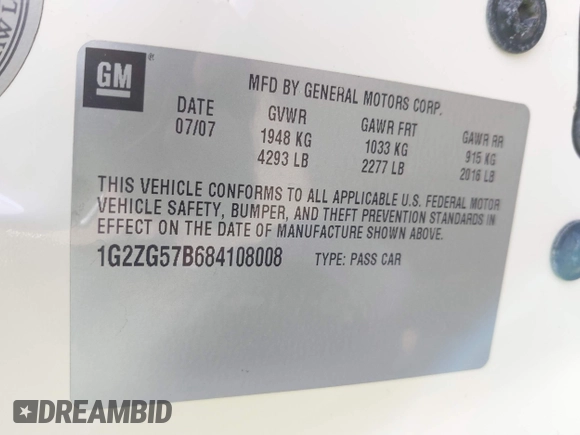 GM
MFD BY GENERAL MOTORS CORP.
DATE GVWR GAWR FRT GAWR RR
07/07 1948 KG 1033 KG 915 KG
4293 LB 2277 LB 2016 LB
THIS VEHICLE CONFORMS TO ALL APPLICABLE U.S. FEDERAL MOTOR
VEHICLE SAFETY, BUMPER, AND THEFT PREVENTION STANDARDS IN
EFFECT ON THE DATE OF MANUFACTURE SHOWN ABOVE.
1G2ZG57B684108008 TYPE: PASS CAR
DREAMBID